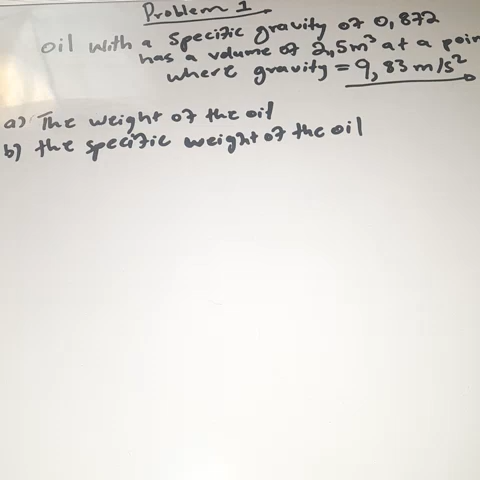 Problem 1
oil with a specific gravity of 0,872
has a volume of 2,5m³ at a poin
where gravity = 9,83 m/s²
a) The weight of the oil
b) the specific weight of the oil